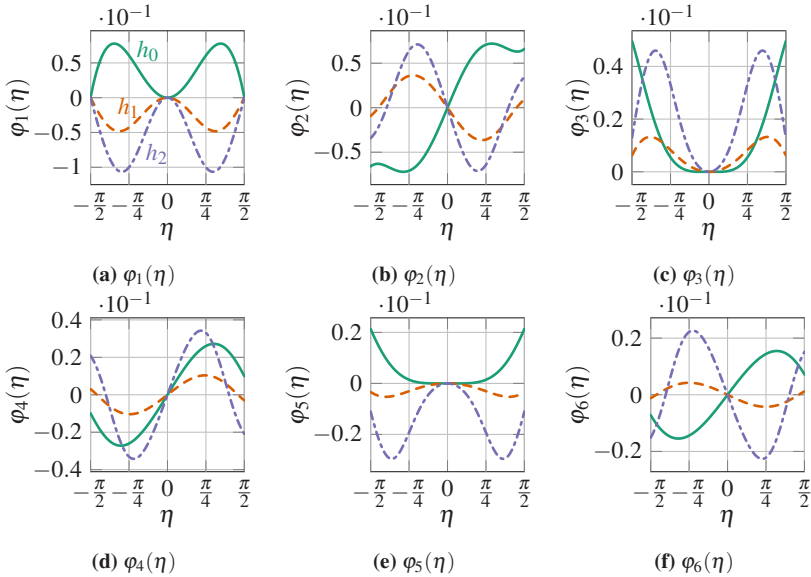 ·10⁻¹ ·10⁻¹ ·10⁻¹
0.5 0 −0.5 −1 φ₁(η) h₀ h₁ h₂
0.5 0 −0.5 φ₂(η)
0.4 0.2 0 φ₃(η)
−π/2 −π/4 0 π/4 π/2 −π/2 −π/4 0 π/4 π/2 −π/2 −π/4 0 π/4 π/2
η η η
(a) φ₁(η) (b) φ₂(η) (c) φ₃(η)
·10⁻¹ ·10⁻¹ ·10⁻¹
0.4 0.2 0 −0.2 −0.4 φ₄(η)
0.2 0 −0.2 φ₅(η)
0.2 0 −0.2 φ₆(η)
−π/2 −π/4 0 π/4 π/2 −π/2 −π/4 0 π/4 π/2 −π/2 −π/4 0 π/4 π/2
η η η
(d) φ₄(η) (e) φ₅(η) (f) φ₆(η)